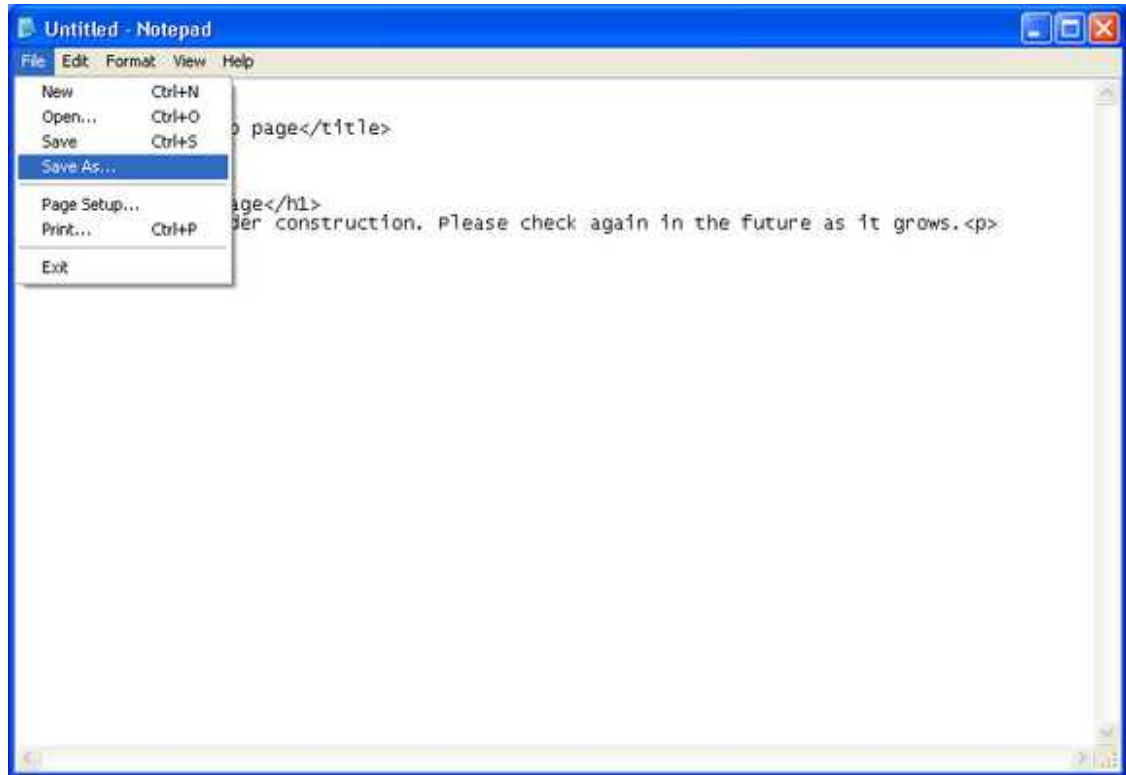 Untitled - Notepad
File Edit Format View Help
New Ctrl+N
Open... Ctrl+O
Save Ctrl+S
Save As...
Page Setup...
Print... Ctrl+P
Exit
page</title>
age</h1>
der construction. Please check again in the future as it grows.<p>